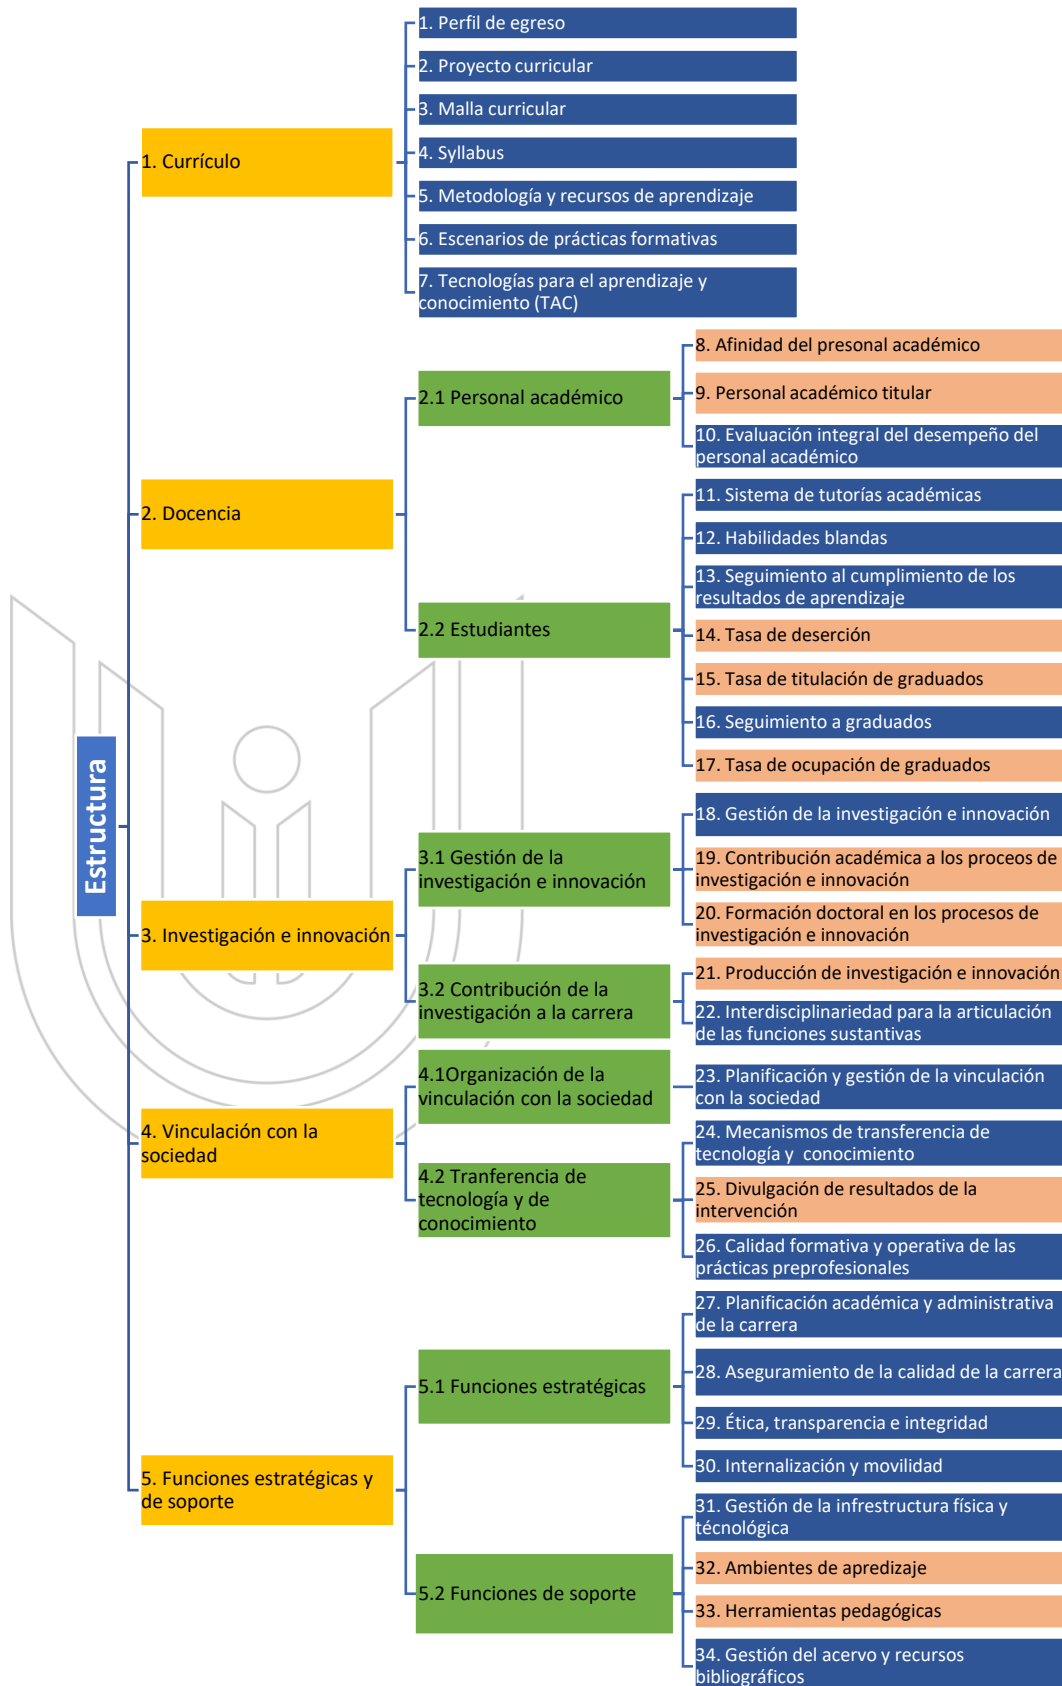 Estructura
1. Currículo
1. Perfil de egreso
2. Proyecto curricular
3. Malla curricular
4. Syllabus
5. Metodología y recursos de aprendizaje
6. Escenarios de prácticas formativas
7. Tecnologías para el aprendizaje y
conocimiento (TAC)
2. Docencia
2.1 Personal académico
8. Afinidad del presonal académico
9. Personal académico titular
10. Evaluación integral del desempeño del
personal académico
2.2 Estudiantes
11. Sistema de tutorías académicas
12. Habilidades blandas
13. Seguimiento al cumplimiento de los
resultados de aprendizaje
14. Tasa de deserción
15. Tasa de titulación de graduados
16. Seguimiento a graduados
17. Tasa de ocupación de graduados
3. Investigación e innovación
3.1 Gestión de la
investigación e innovación
18. Gestión de la investigación e innovación
19. Contribución académica a los proceos de
investigación e innovación
20. Formación doctoral en los procesos de
investigación e innovación
3.2 Contribución de la
investigación a la carrera
21. Producción de investigación e innovación
22. Interdisciplinariedad para la articulación
de las funciones sustantivas
4. Vinculación con la
sociedad
4.1Organización de la
vinculación con la sociedad
23. Planificación y gestión de la vinculación
con la sociedad
4.2 Tranferencia de
tecnología y de
conocimiento
24. Mecanismos de transferencia de
tecnología y  conocimiento
25. Divulgación de resultados de la
intervención
26. Calidad formativa y operativa de las
prácticas preprofesionales
5. Funciones estratégicas y
de soporte
5.1 Funciones estratégicas
27. Planificación académica y administrativa
de la carrera
28. Aseguramiento de la calidad de la carrera
29. Ética, transparencia e integridad
30. Internalización y movilidad
5.2 Funciones de soporte
31. Gestión de la infrestructura física y
técnológica
32. Ambientes de apredizaje
33. Herramientas pedagógicas
34. Gestión del acervo y recursos
bibliográficos